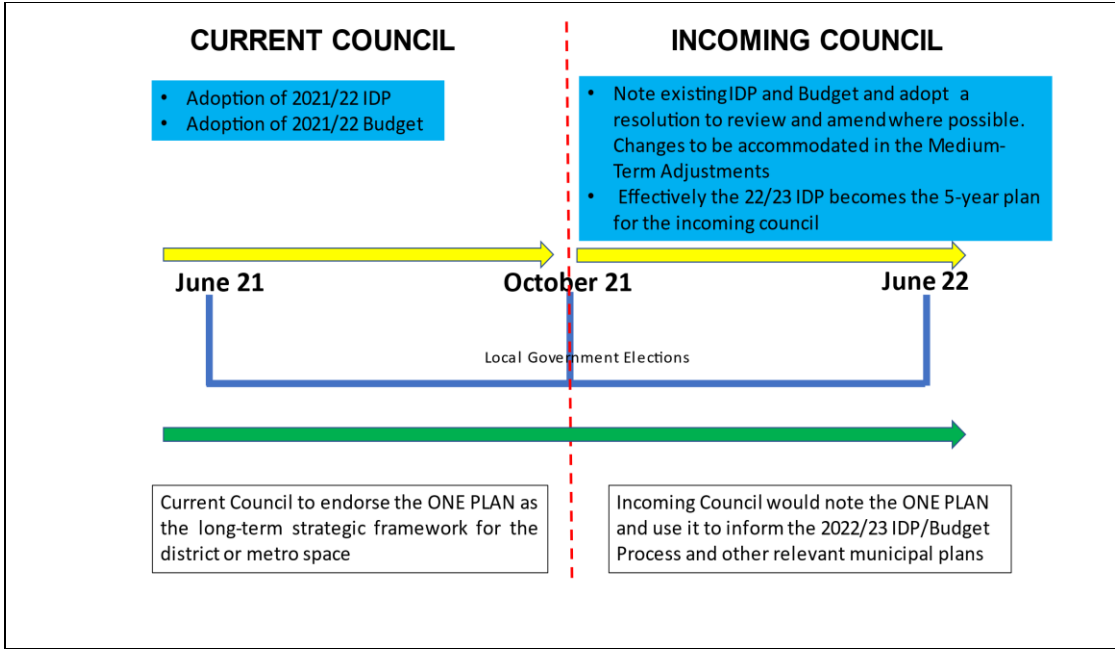 CURRENT COUNCIL
INCOMING COUNCIL
• Adoption of 2021/22 IDP
• Adoption of 2021/22 Budget
• Note existing IDP and Budget and adopt a
resolution to review and amend where possible.
Changes to be accommodated in the Medium-
Term Adjustments
• Effectively the 22/23 IDP becomes the 5-year plan
for the incoming council
June 21
October 21
June 22
Local Government Elections
Current Council to endorse the ONE PLAN as
the long-term strategic framework for the
district or metro space
Incoming Council would note the ONE PLAN
and use it to inform the 2022/23 IDP/Budget
Process and other relevant municipal plans